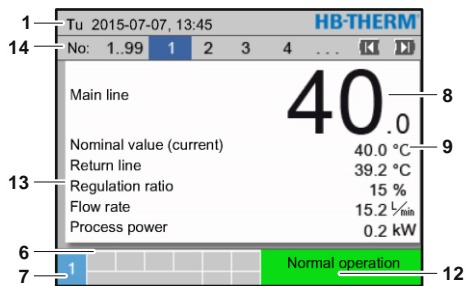 1 Tu 2015-07-07, 13:45 HB-THERM
14 No: 1..99 1 2 3 4 ...
Main line 40.0 8
Nominal value (current) 40.0 °C 9
Return line 39.2 °C
13 Regulation ratio 15 %
Flow rate 15.2 L/min
Process power 0.2 kW
6
7 1 Normal operation 12